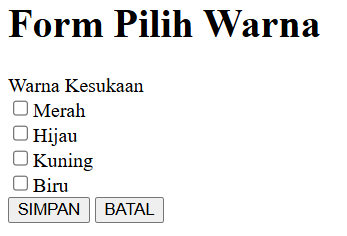 Form Pilih Warna
Warna Kesukaan
Merah
Hijau
Kuning
Biru
SIMPAN BATAL